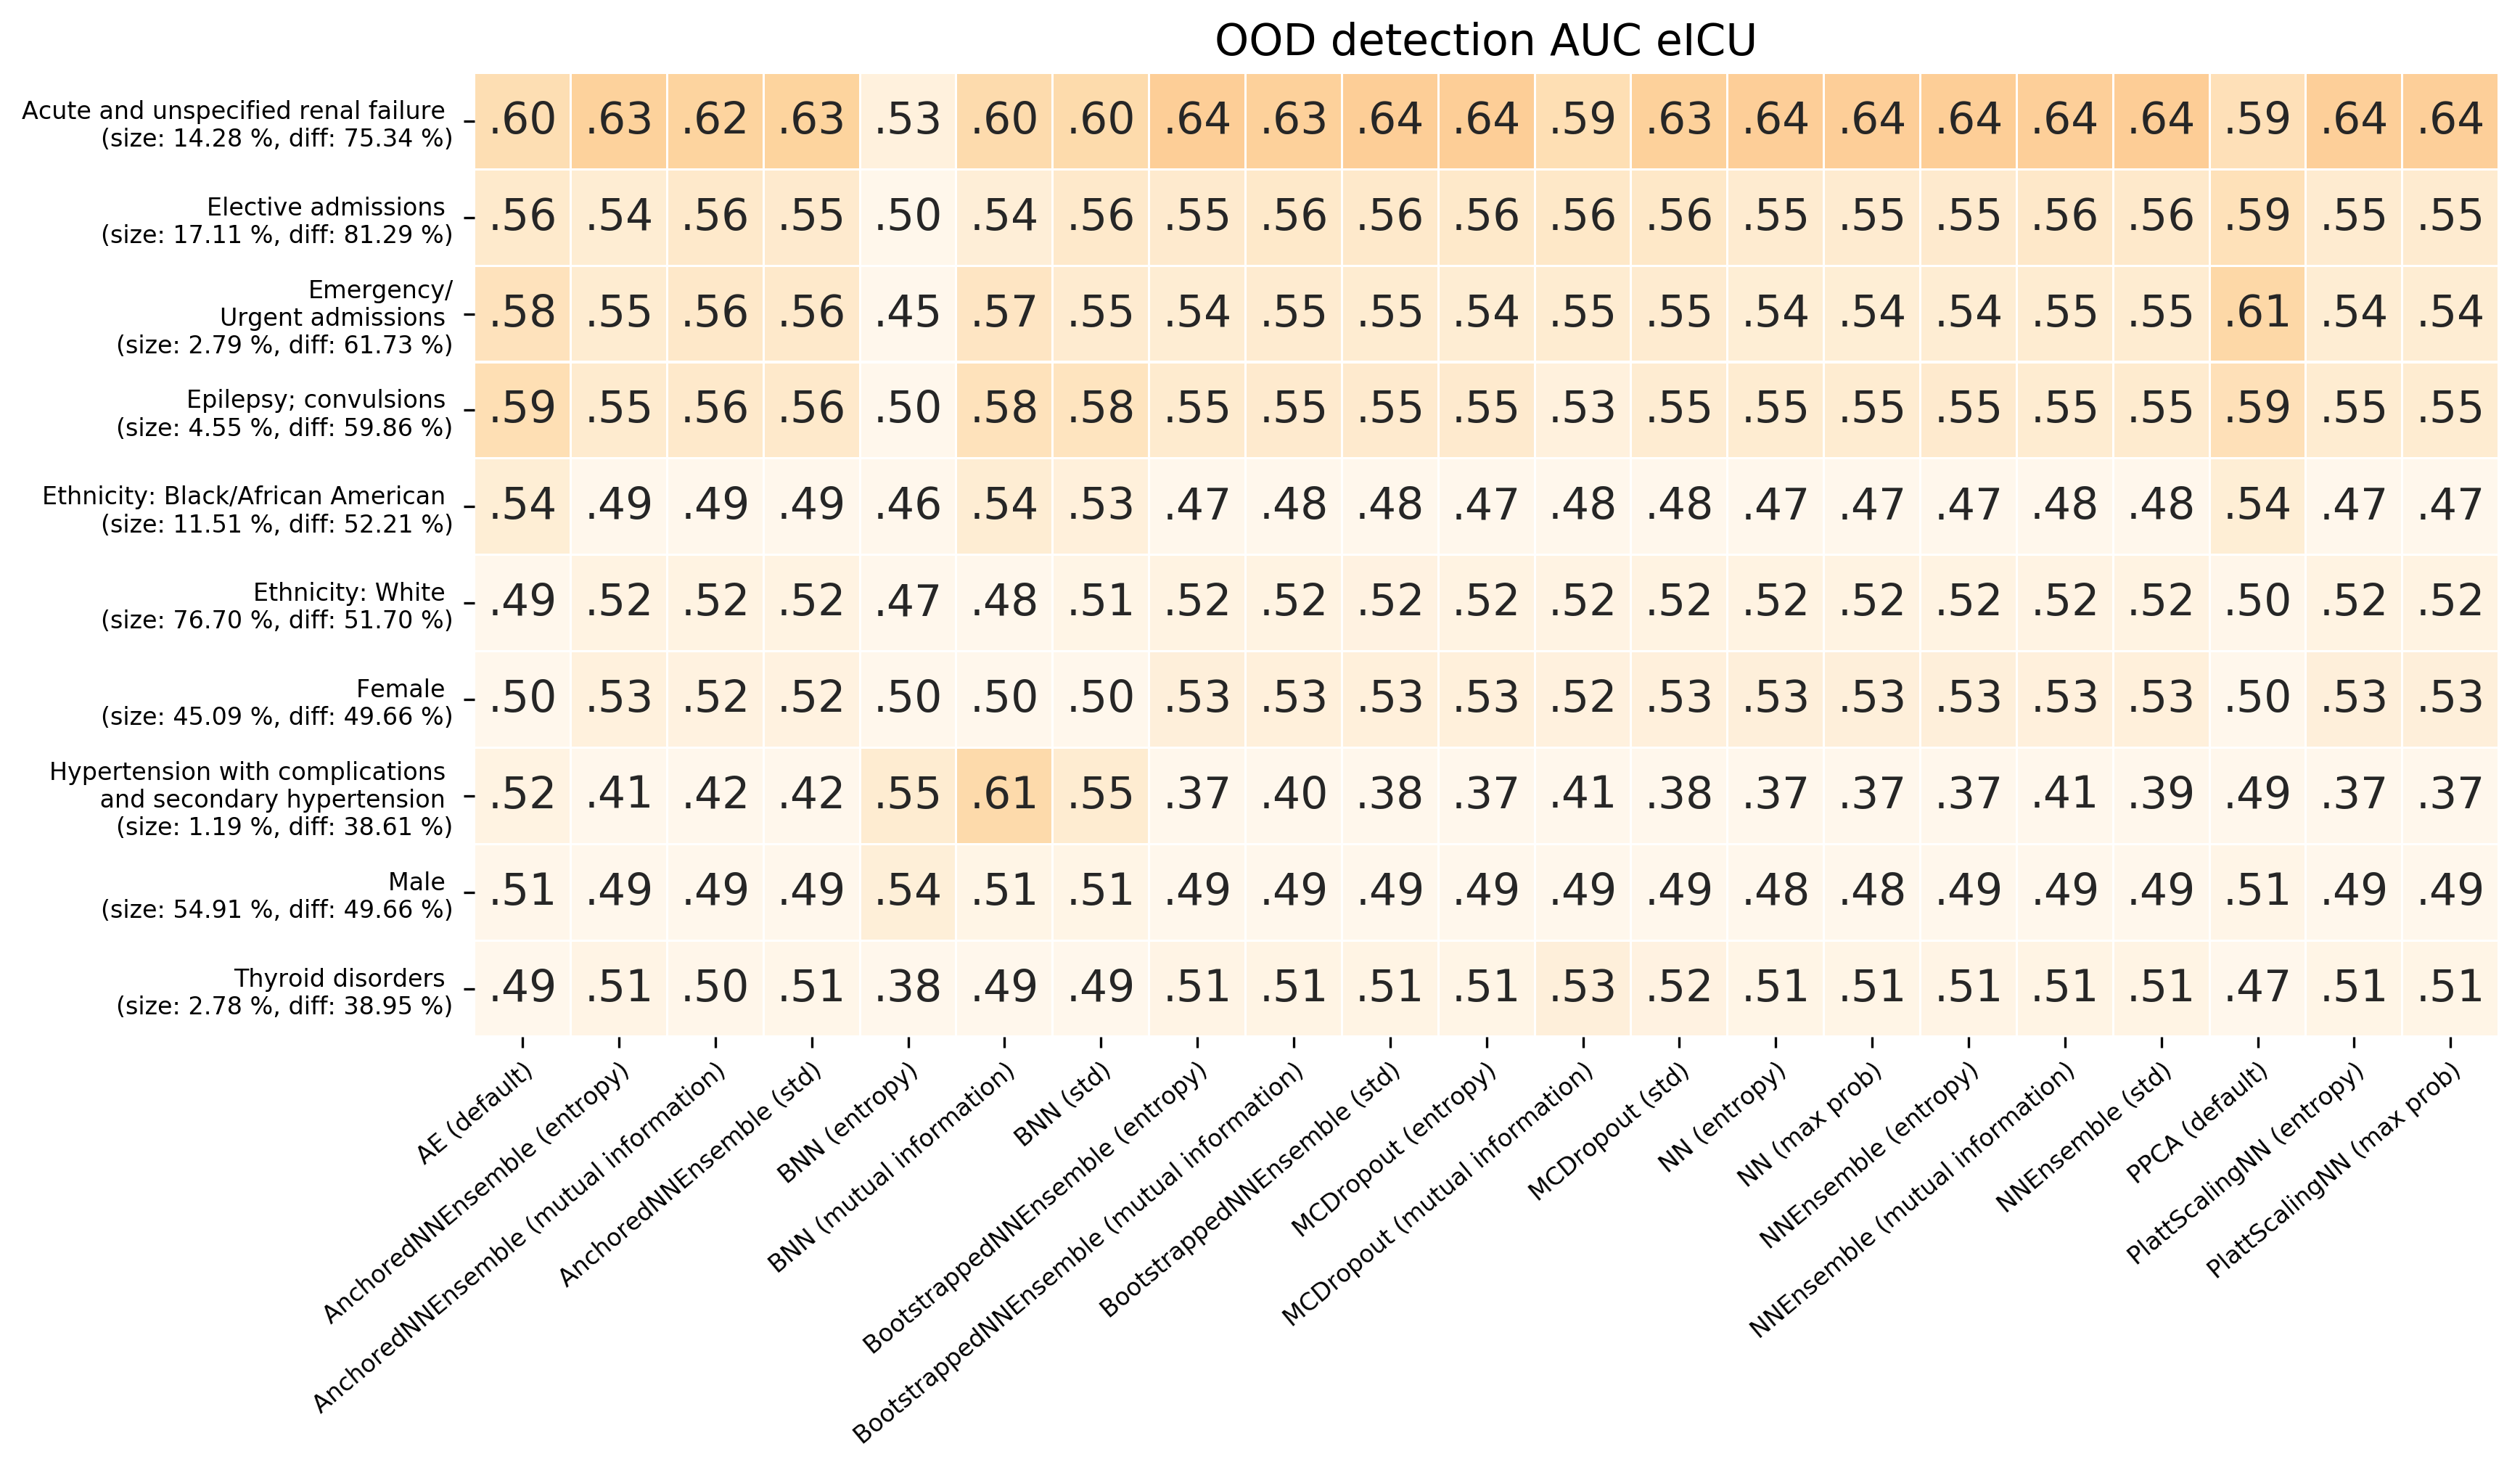 OOD detection AUC eICU
Acute and unspecified renal failure
(size: 14.28 %, diff: 75.34 %)
.60 .63 .62 .63 .53 .60 .60 .64 .63 .64 .64 .59 .63 .64 .64 .64 .64 .64 .59 .64 .64
Elective admissions
(size: 17.11 %, diff: 81.29 %)
.56 .54 .56 .55 .50 .54 .56 .55 .56 .56 .56 .56 .56 .55 .55 .55 .56 .56 .59 .55 .55
Emergency/
Urgent admissions
(size: 2.79 %, diff: 61.73 %)
.58 .55 .56 .56 .45 .57 .55 .54 .55 .55 .54 .55 .55 .54 .54 .54 .55 .55 .61 .54 .54
Epilepsy; convulsions
(size: 4.55 %, diff: 59.86 %)
.59 .55 .56 .56 .50 .58 .58 .55 .55 .55 .55 .53 .55 .55 .55 .55 .55 .55 .59 .55 .55
Ethnicity: Black/African American
(size: 11.51 %, diff: 52.21 %)
.54 .49 .49 .49 .46 .54 .53 .47 .48 .48 .47 .48 .48 .47 .47 .47 .48 .48 .54 .47 .47
Ethnicity: White
(size: 76.70 %, diff: 51.70 %)
.49 .52 .52 .52 .47 .48 .51 .52 .52 .52 .52 .52 .52 .52 .52 .52 .52 .52 .50 .52 .52
Female
(size: 45.09 %, diff: 49.66 %)
.50 .53 .52 .52 .50 .50 .50 .53 .53 .53 .53 .52 .53 .53 .53 .53 .53 .53 .50 .53 .53
Hypertension with complications
and secondary hypertension
(size: 1.19 %, diff: 38.61 %)
.52 .41 .42 .42 .55 .61 .55 .37 .40 .38 .37 .41 .38 .37 .37 .37 .41 .39 .49 .37 .37
Male
(size: 54.91 %, diff: 49.66 %)
.51 .49 .49 .49 .54 .51 .51 .49 .49 .49 .49 .49 .49 .48 .48 .49 .49 .49 .51 .49 .49
Thyroid disorders
(size: 2.78 %, diff: 38.95 %)
.49 .51 .50 .51 .38 .49 .49 .51 .51 .51 .51 .53 .52 .51 .51 .51 .51 .51 .47 .51 .51
AE (default)
AnchoredNNEnsemble (entropy)
AnchoredNNEnsemble (mutual information)
AnchoredNNEnsemble (std)
BNN (entropy)
BNN (mutual information)
BNN (std)
BootstrappedNNEnsemble (entropy)
BootstrappedNNEnsemble (mutual information)
BootstrappedNNEnsemble (std)
MCDropout (entropy)
MCDropout (mutual information)
MCDropout (std)
NN (entropy)
NN (max prob)
NNEnsemble (entropy)
NNEnsemble (mutual information)
NNEnsemble (std)
PPCA (default)
PlattScalingNN (entropy)
PlattScalingNN (max prob)